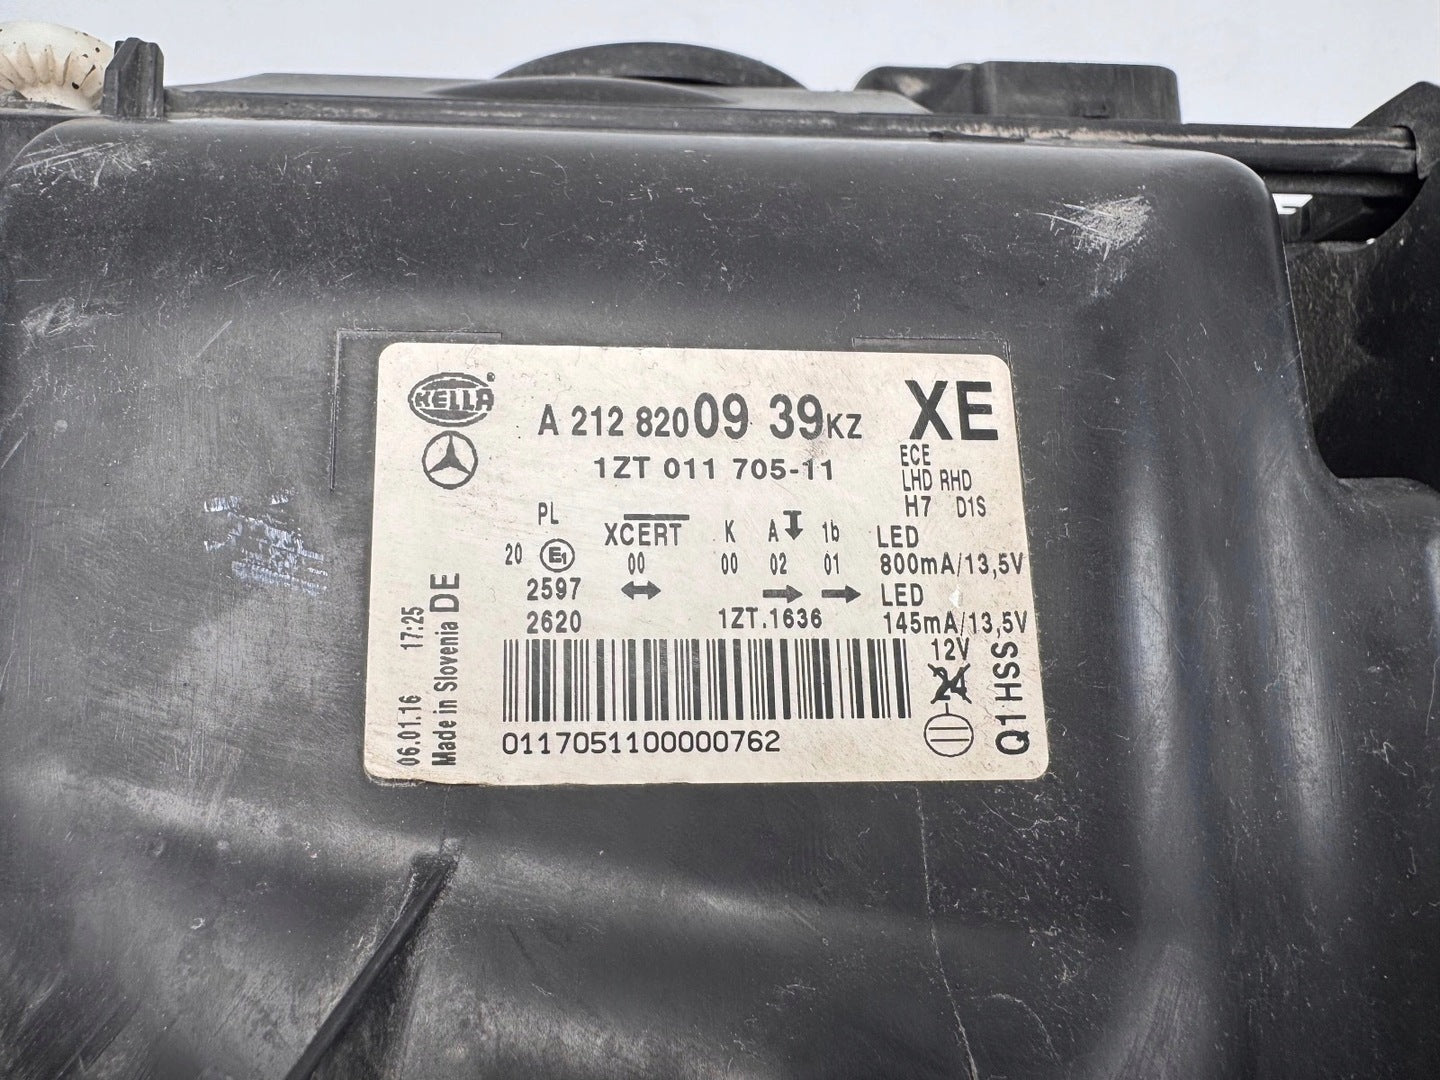 HELLA®
A 212 820 09 39 KZ
XE
1ZT 011 705-11
ECE
LHD RHD
H7 D1S
PL
XCERT K A 1b
LED
20 E1 00 00 02 01
800mA/13,5V
2597
LED
2620
1ZT.1636
145mA/13,5V
12V
24
0117051100000762
06.01.16 17:25
Made in Slovenia DE
Q1 HSS